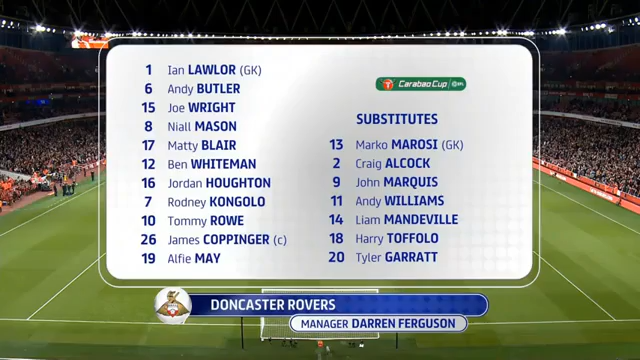 1 Ian LAWLOR (GK)
6 Andy BUTLER
15 Joe WRIGHT
8 Niall MASON
17 Matty BLAIR
12 Ben WHITEMAN
16 Jordan HOUGHTON
7 Rodney KONGOLO
10 Tommy ROWE
26 James COPPINGER (c)
19 Alfie MAY
Carabao Cup EFL
SUBSTITUTES
13 Marko MAROSI (GK)
2 Craig ALCOCK
9 John MARQUIS
11 Andy WILLIAMS
14 Liam MANDEVILLE
18 Harry TOFFOLO
20 Tyler GARRATT
DONCASTER ROVERS
MANAGER DARREN FERGUSON